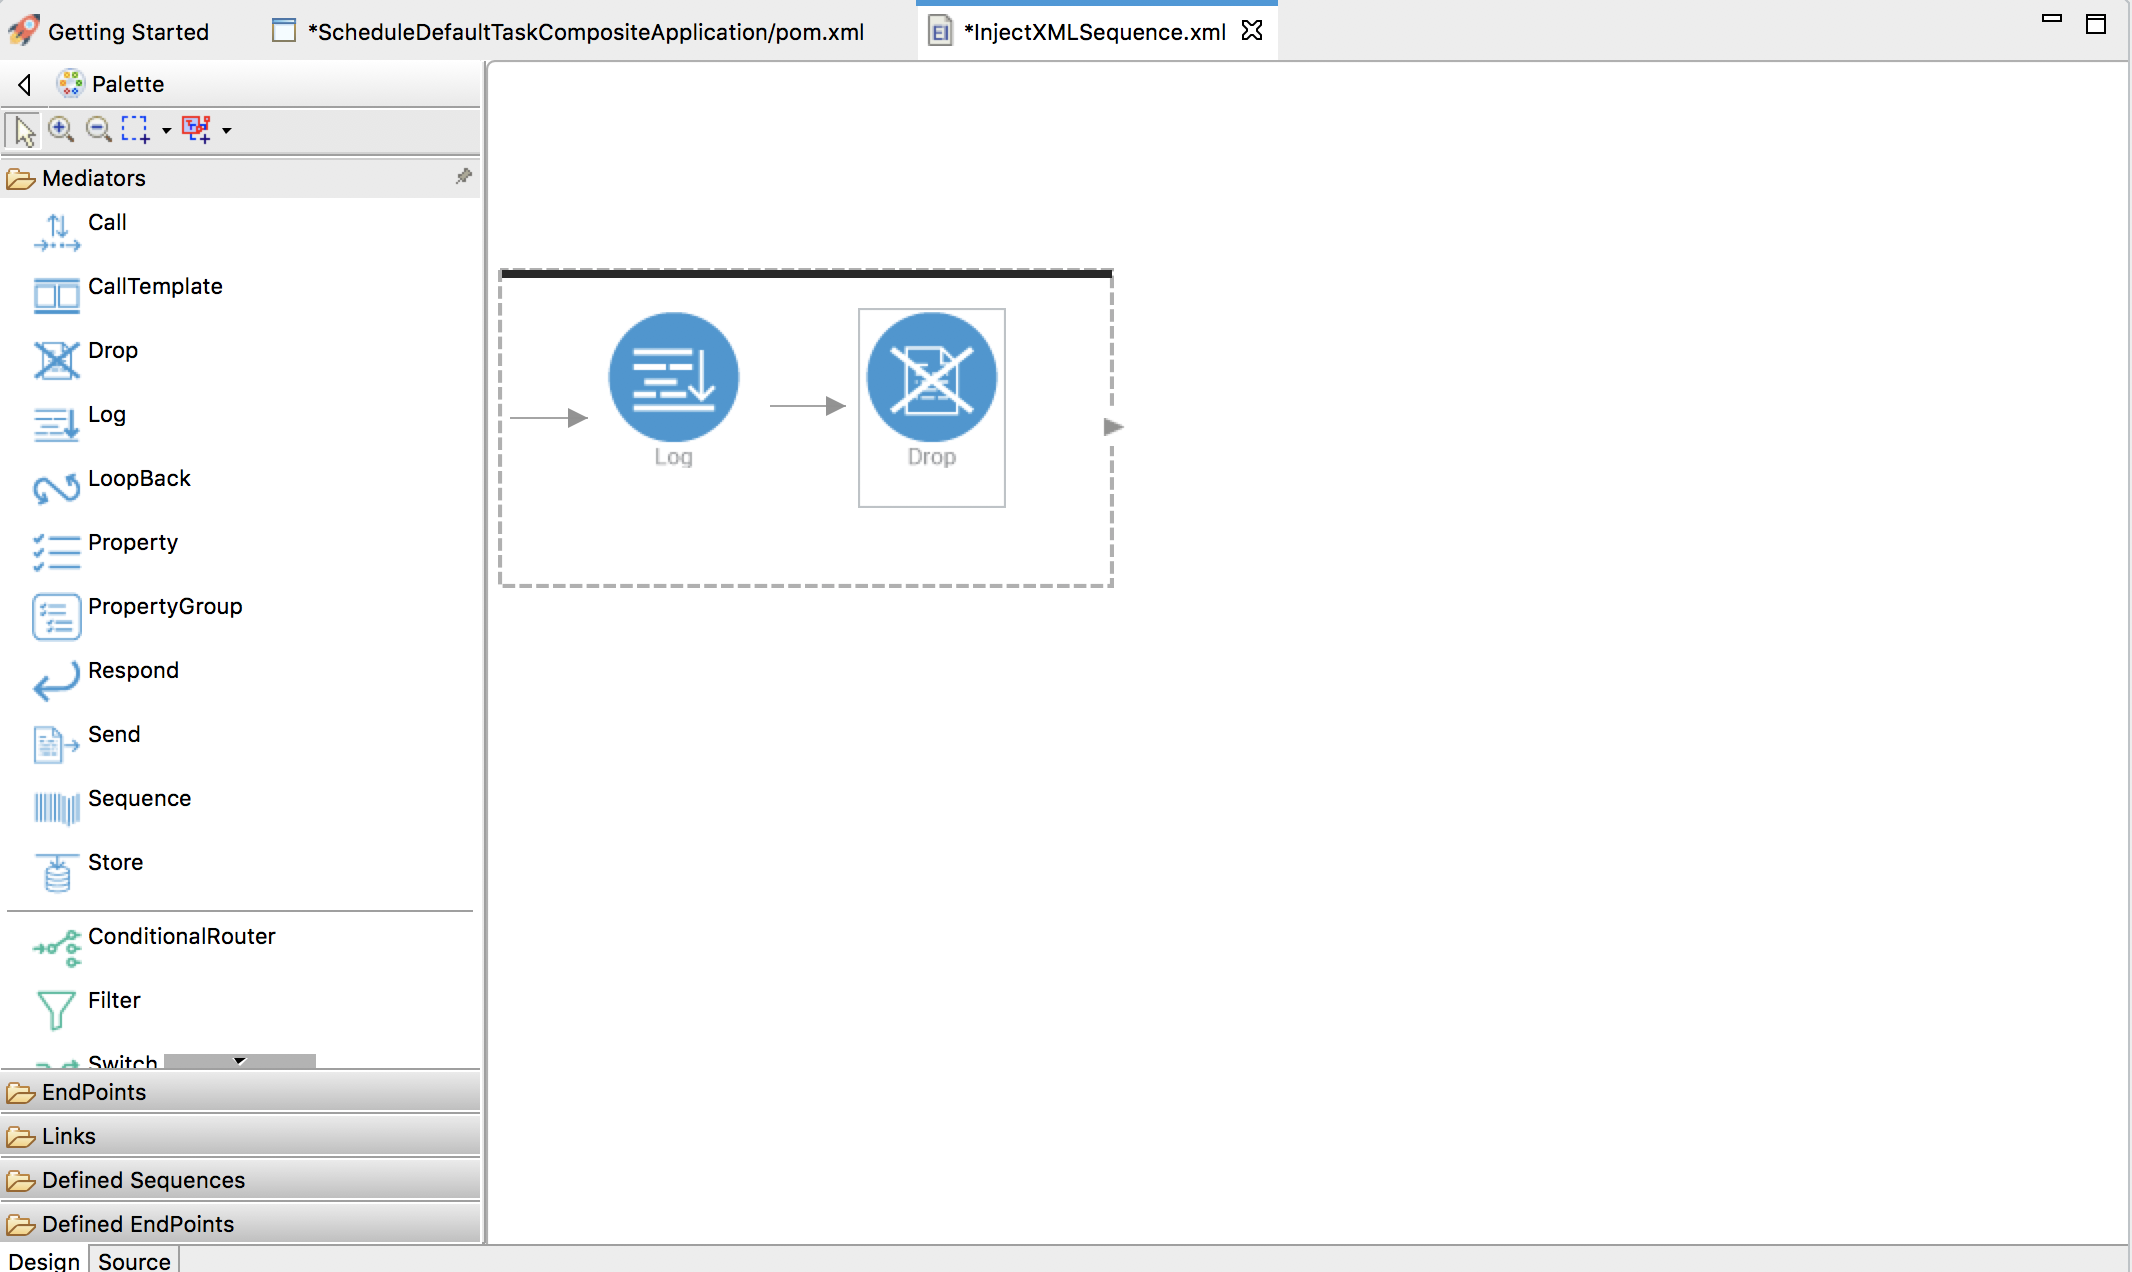 Getting Started
*ScheduleDefaultTaskCompositeApplication/pom.xml
EI
*InjectXMLSequence.xml
Palette
Mediators
Call
CallTemplate
Drop
Log
LoopBack
Property
PropertyGroup
Respond
Send
Sequence
Store
ConditionalRouter
Filter
Switch
EndPoints
Links
Defined Sequences
Defined EndPoints
Log
Drop
Design
Source